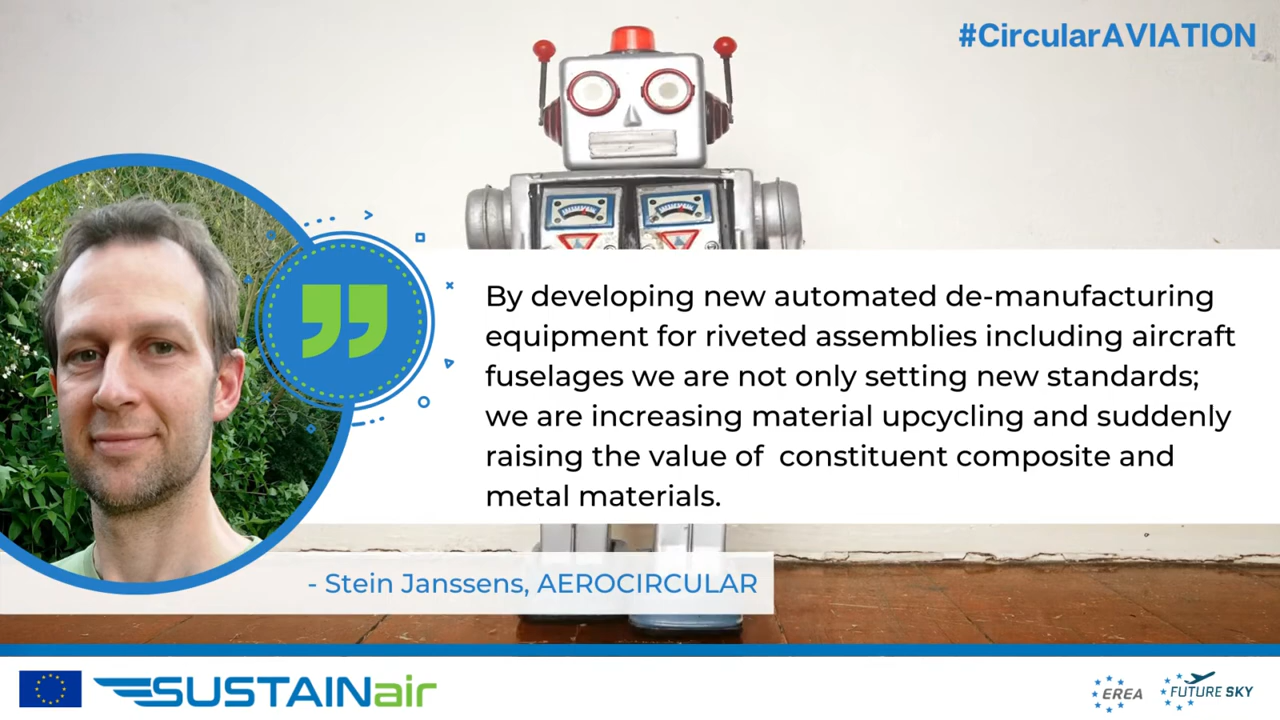 #CircularAVIATION
By developing new automated de-manufacturing
equipment for riveted assemblies including aircraft
fuselages we are not only setting new standards;
we are increasing material upcycling and suddenly
raising the value of  constituent composite and
metal materials.
- Stein Janssens, AEROCIRCULAR
SUSTAINair
EREA
FUTURE SKY